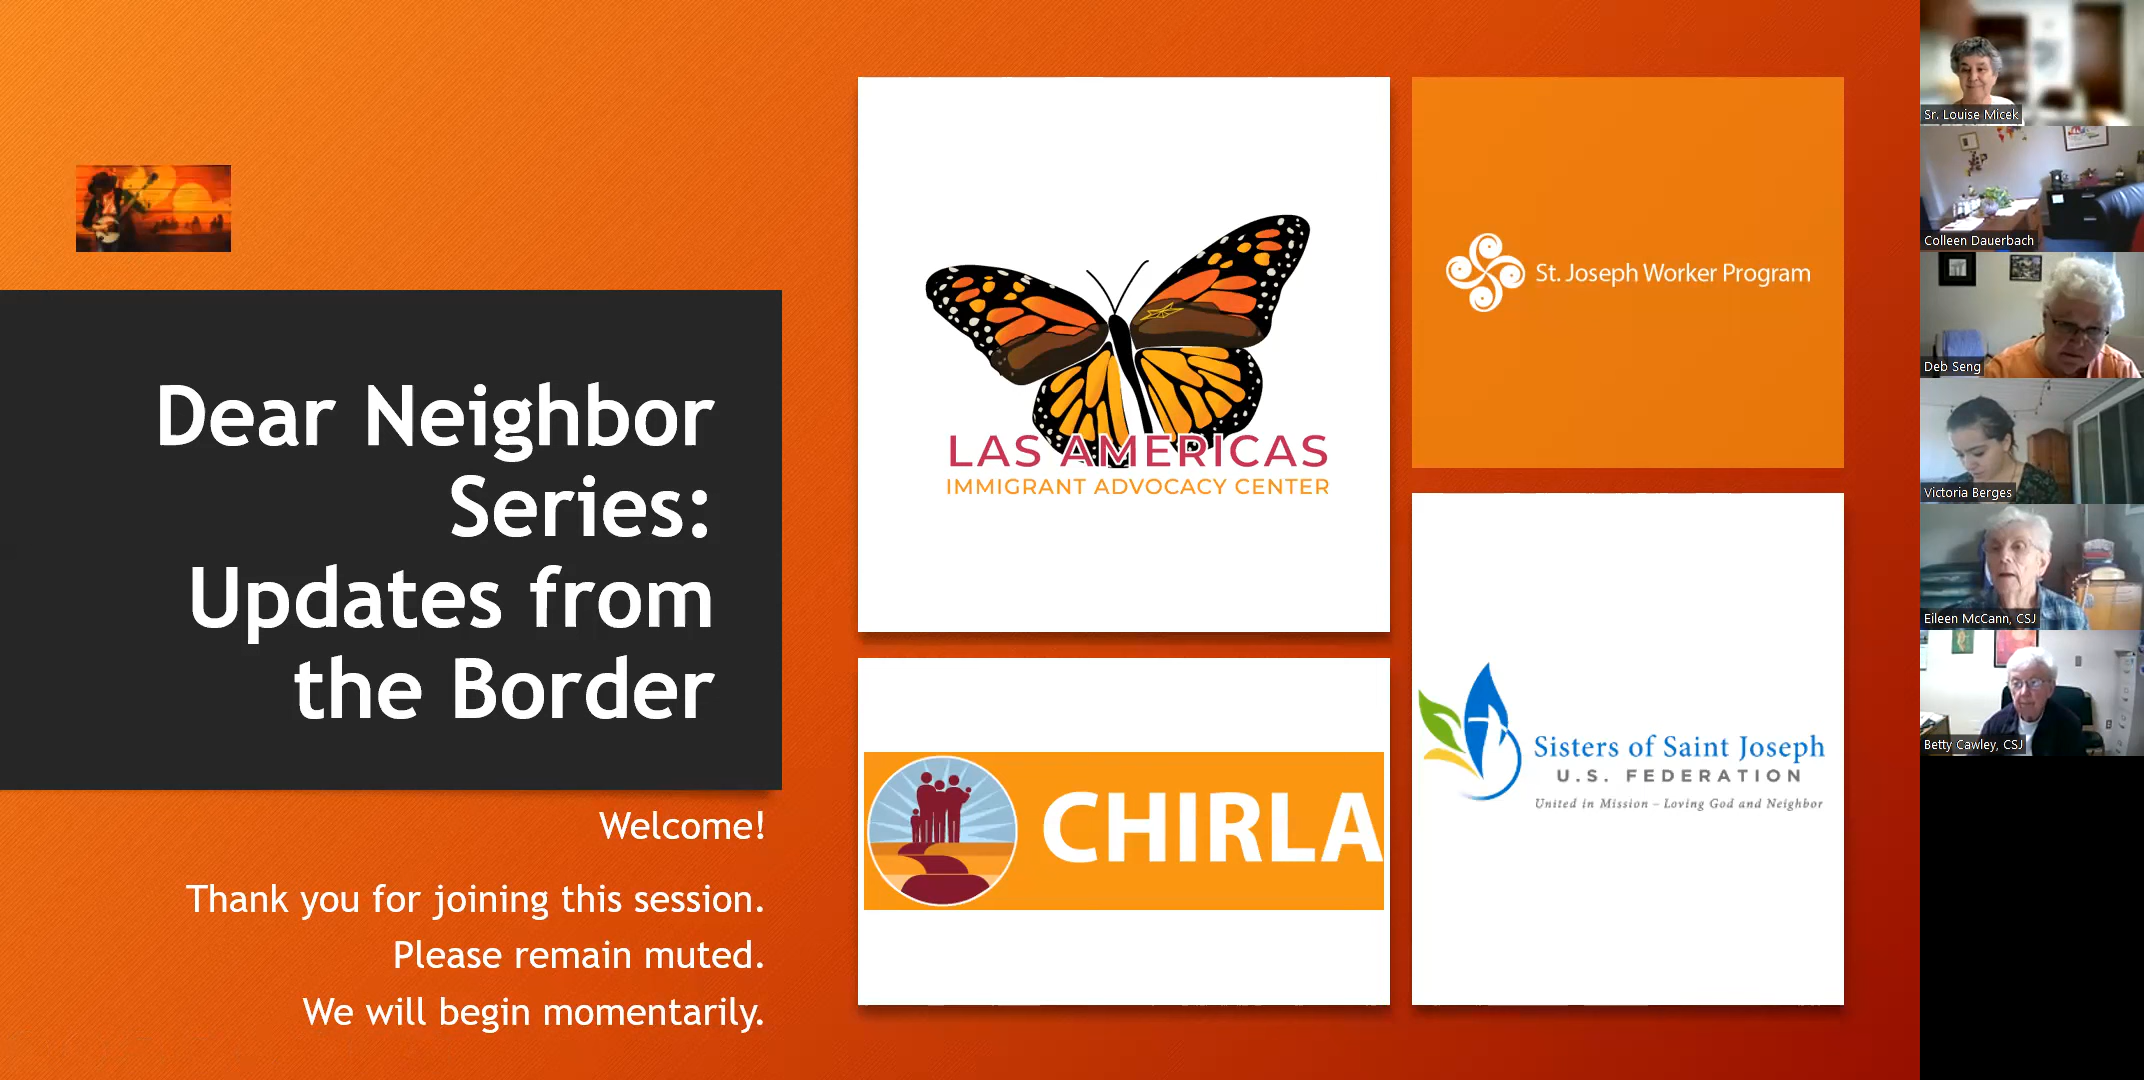 Dear Neighbor
Series:
Updates from
the Border
Welcome!
Thank you for joining this session.
Please remain muted.
We will begin momentarily.
LAS AMERICAS
IMMIGRANT ADVOCACY CENTER
St. Joseph Worker Program
CHIRLA
Sisters of Saint Joseph
U.S. FEDERATION
United in Mission – Loving God and Neighbor
Sr. Louise Micek
Colleen Dauerbach
Deb Seng
Victoria Berges
Eileen McCann, CSJ
Betty Cawley, CSJ